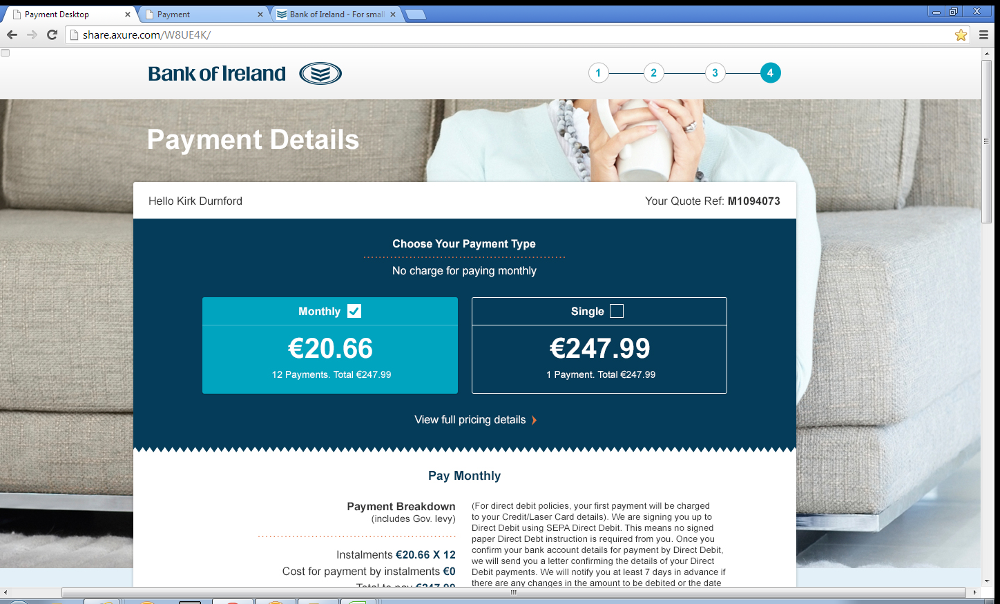 Payment Desktop
Payment
Bank of Ireland - For small
share.axure.com/W8UE4K/
Bank of Ireland
1 2 3 4
Payment Details
Hello Kirk Durnford
Your Quote Ref: M1094073
Choose Your Payment Type
No charge for paying monthly
Monthly
€20.66
12 Payments. Total €247.99
Single
€247.99
1 Payment. Total €247.99
View full pricing details
Pay Monthly
Payment Breakdown
(includes Gov. levy)
Instalments €20.66 X 12
Cost for payment by instalments €0
Total to pay €247.99
(For direct debit policies, your first payment will be charged
to your Credit/Laser Card details). We are signing you up to
Direct Debit using SEPA Direct Debit. This means no signed
paper Direct Debt instruction is required from you. Once you
confirm your bank account details for payment by Direct Debit,
we will send you a letter confirming the details of your Direct
Debit payments. We will notify you at least 7 days in advance if
there are any changes in the amount to be debited or the date